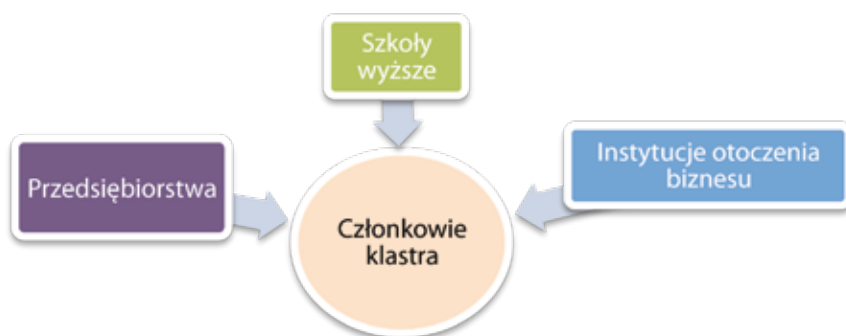 Szkoły
wyższe
Przedsiębiorstwa
Instytucje otoczenia
biznesu
Członkowie
klastra